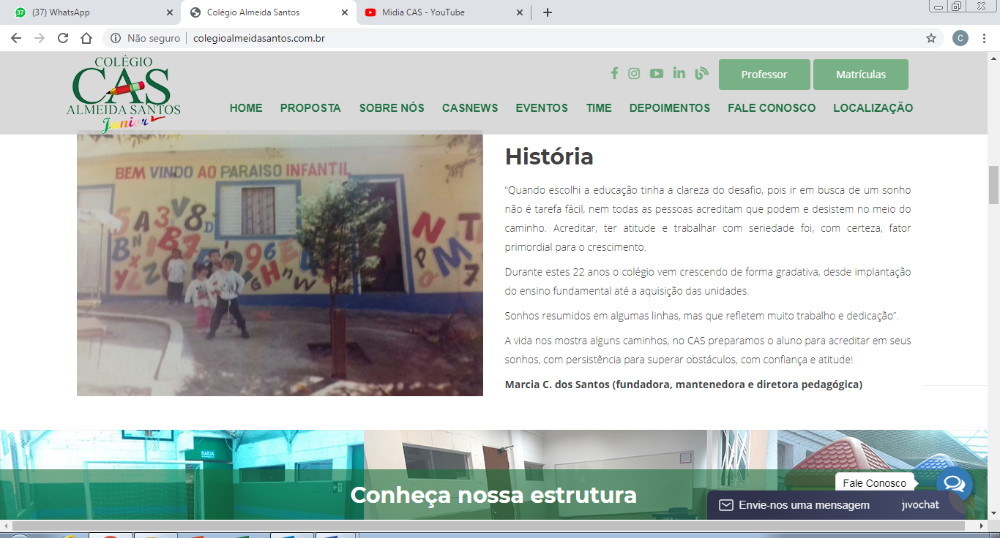 37
(37) WhatsApp
Colégio Almeida Santos
Midia CAS - YouTube
Não seguro
colegioalmeidasantos.com.br
C
COLÉGIO
CAS
ALMEIDA SANTOS
Junior
Professor
Matrículas
HOME PROPOSTA SOBRE NÓS CASNEWS EVENTOS TIME DEPOIMENTOS FALE CONOSCO LOCALIZAÇÃO
BEM VINDO AO PARAISO INFANTIL
História
“Quando escolhi a educação tinha a clareza do desafio, pois ir em busca de um sonho
não é tarefa fácil, nem todas as pessoas acreditam que podem e desistem no meio do
caminho. Acreditar, ter atitude e trabalhar com seriedade foi, com certeza, fator
primordial para o crescimento.
Durante estes 22 anos o colégio vem crescendo de forma gradativa, desde implantação
do ensino fundamental até a aquisição das unidades.
Sonhos resumidos em algumas linhas, mas que refletem muito trabalho e dedicação”.
A vida nos mostra alguns caminhos, no CAS preparamos o aluno para acreditar em seus
sonhos, com persistência para superar obstáculos, com confiança e atitude!
Marcia C. dos Santos (fundadora, mantenedora e diretora pedagógica)
SAÍDA
Conheça nossa estrutura
Fale Conosco
Envie-nos uma mensagem
jivochat